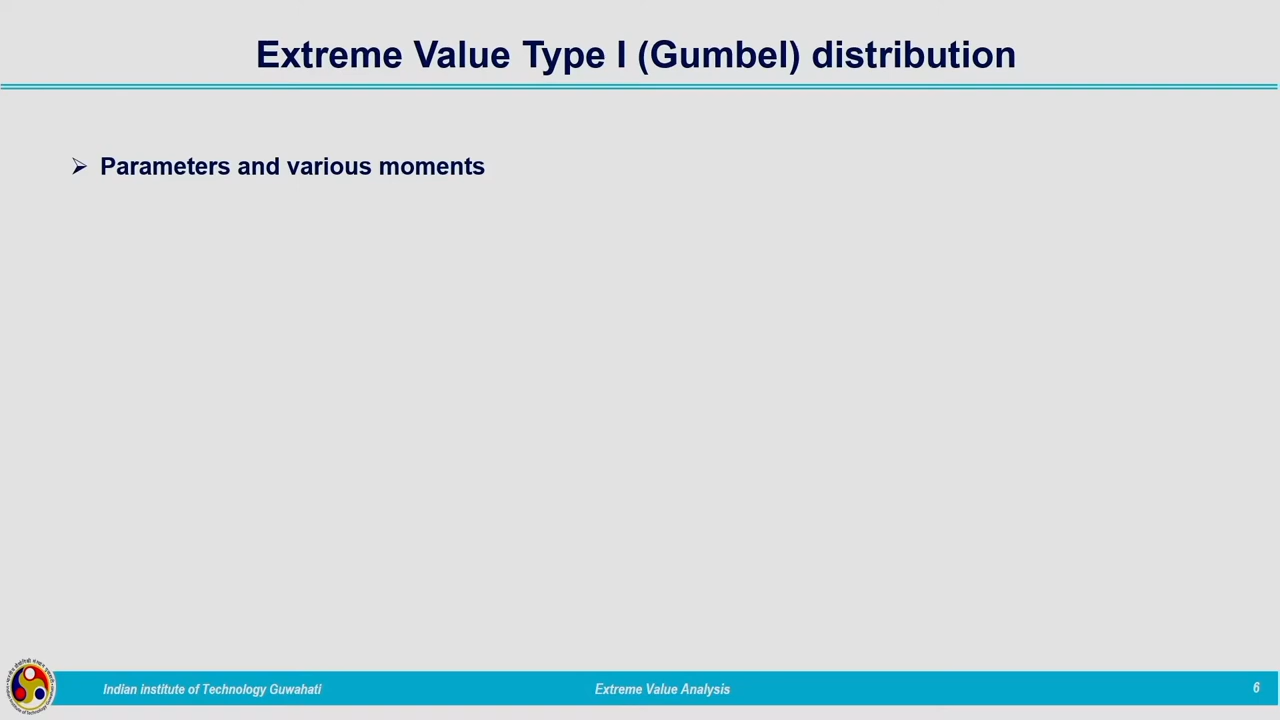 Extreme Value Type I (Gumbel) distribution
➢ Parameters and various moments
Indian institute of Technology Guwahati
Extreme Value Analysis
6